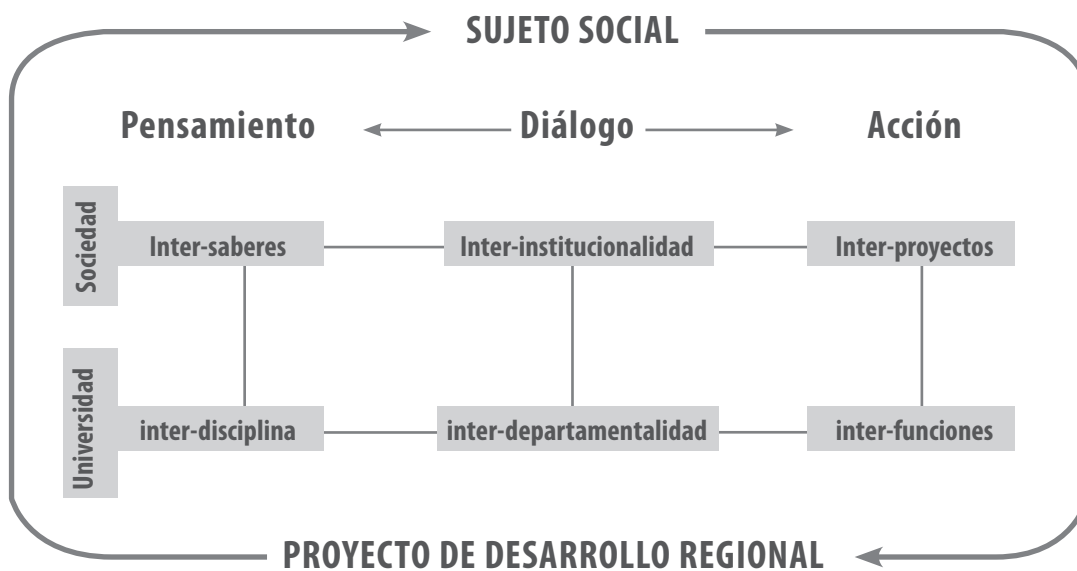 SUJETO SOCIAL
Pensamiento Diálogo Acción
Sociedad
Inter-saberes Inter-institucionalidad Inter-proyectos
Universidad
inter-disciplina inter-departamentalidad inter-funciones
PROYECTO DE DESARROLLO REGIONAL